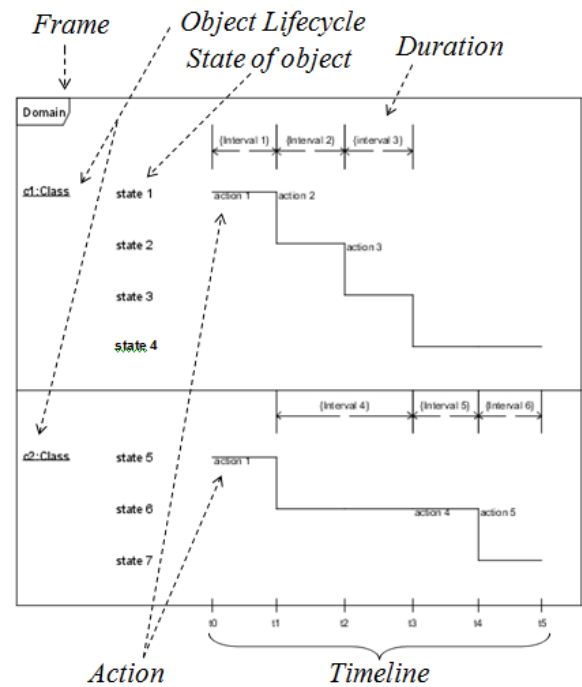 Frame
Object Lifecycle
State of object
Duration
Domain
{Interval 1}
{Interval 2}
{interval 3}
c1:Class
state 1
action 1
action 2
state 2
action 3
state 3
state 4
{Interval 4}
{Interval 5}
{Interval 6}
c2:Class
state 5
action 1
state 6
action 4
action 5
state 7
t0
t1
t2
t3
t4
t5
Action
Timeline